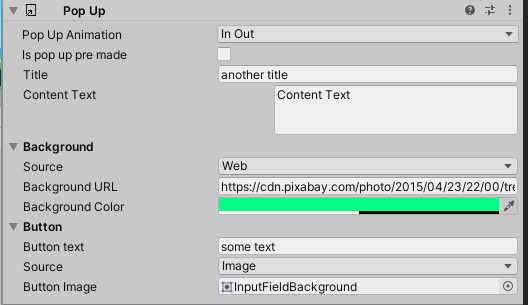 Pop Up
Pop Up Animation In Out
Is pop up pre made
Title another title
Content Text Content Text
Background
Source Web
Background URL https://cdn.pixabay.com/photo/2015/04/23/22/00/tre
Background Color
Button
Button text some text
Source Image
Button Image InputFieldBackground